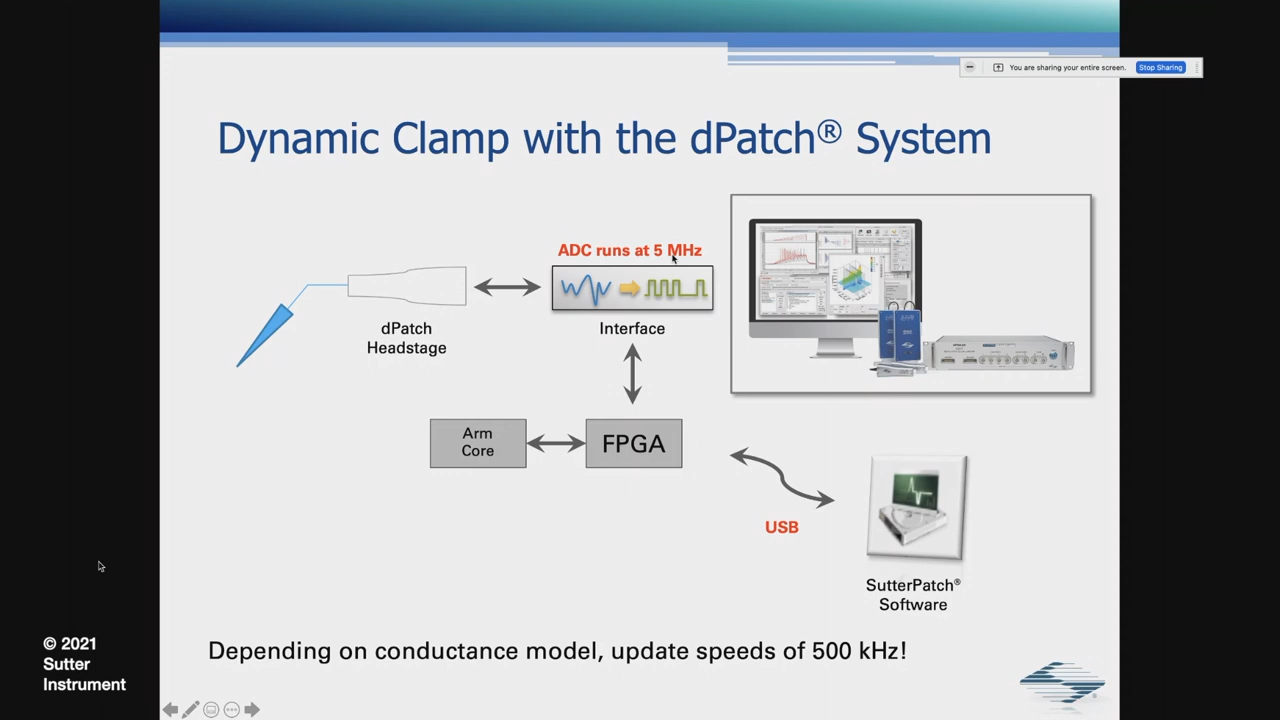 You are sharing your entire screen.
Stop Sharing
Dynamic Clamp with the dPatch® System
ADC runs at 5 MHz
dPatch
Headstage
Interface
Arm
Core
FPGA
USB
SutterPatch®
Software
© 2021
Sutter
Instrument
Depending on conductance model, update speeds of 500 kHz!